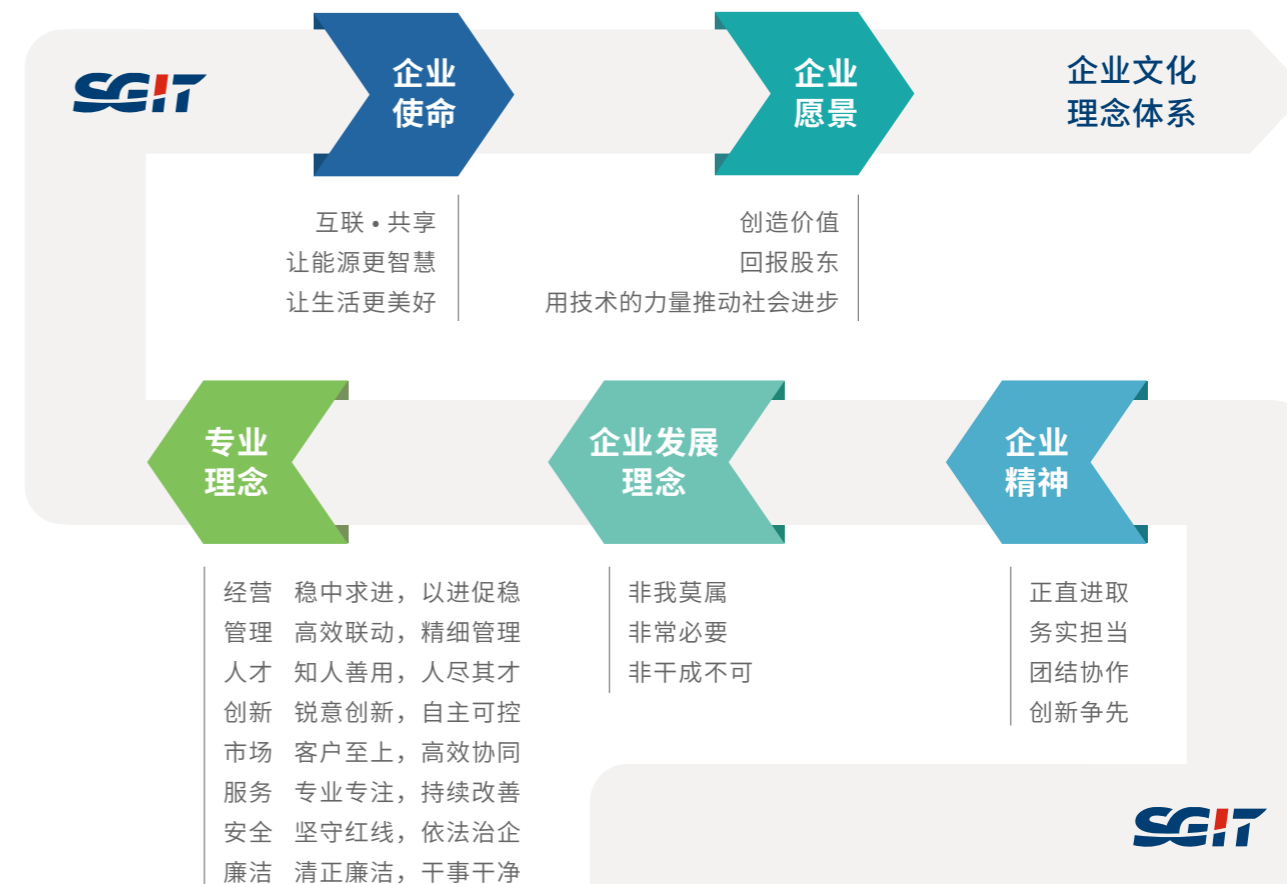 SGIT
企业
使命
企业
愿景
企业文化
理念体系
互联•共享
让能源更智慧
让生活更美好
创造价值
回报股东
用技术的力量推动社会进步
专业
理念
企业发展
理念
企业
精神
经营 稳中求进，以进促稳
管理 高效联动，精细管理
人才 知人善用，人尽其才
创新 锐意创新，自主可控
市场 客户至上，高效协同
服务 专业专注，持续改善
安全 坚守红线，依法治企
廉洁 清正廉洁，干事干净
非我莫属
非常必要
非干成不可
正直进取
务实担当
团结协作
创新争先
SGIT